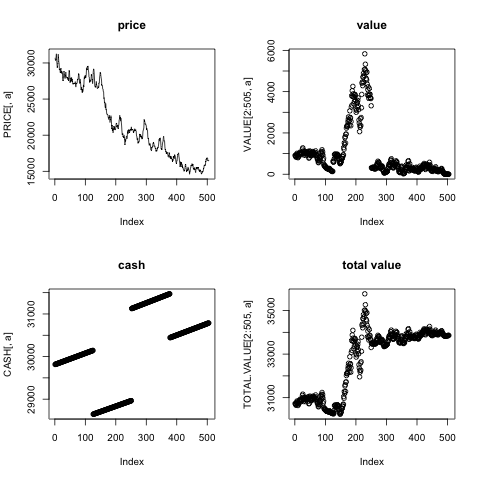 price
PRICE[, a]
30000
25000
20000
15000
0 100 200 300 400 500
Index
value
VALUE[2:505, a]
6000
4000
2000
0
0 100 200 300 400 500
Index
cash
CASH[, a]
31000
30000
29000
0 100 200 300 400 500
Index
total value
TOTAL.VALUE[2:505, a]
35000
33000
31000
0 100 200 300 400 500
Index